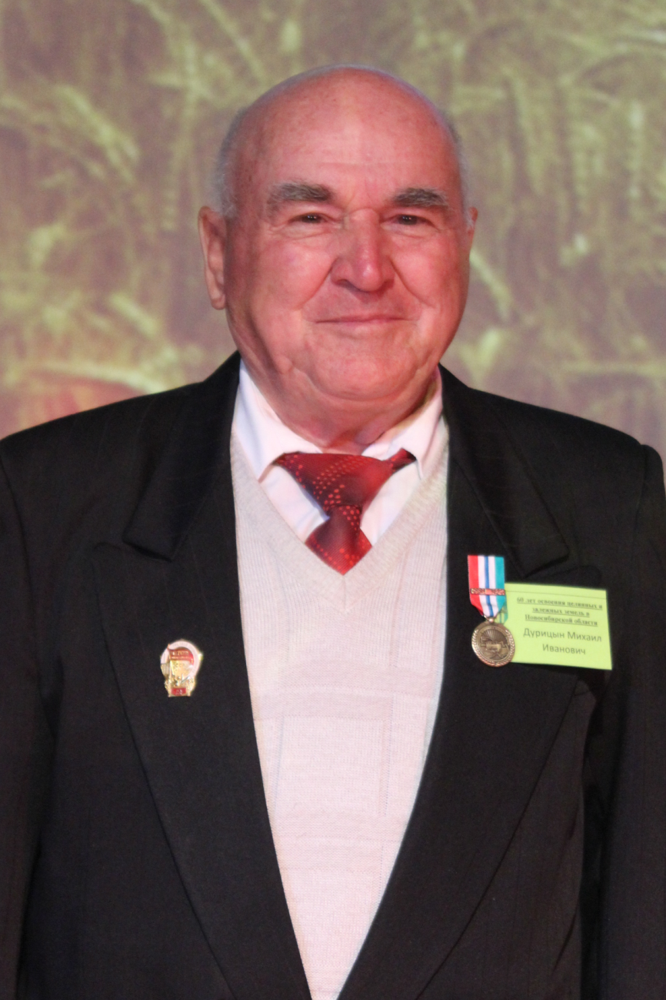 60 лет освоения целинных и
залежных земель в
Новосибирской области
Дурицын Михаил
Иванович